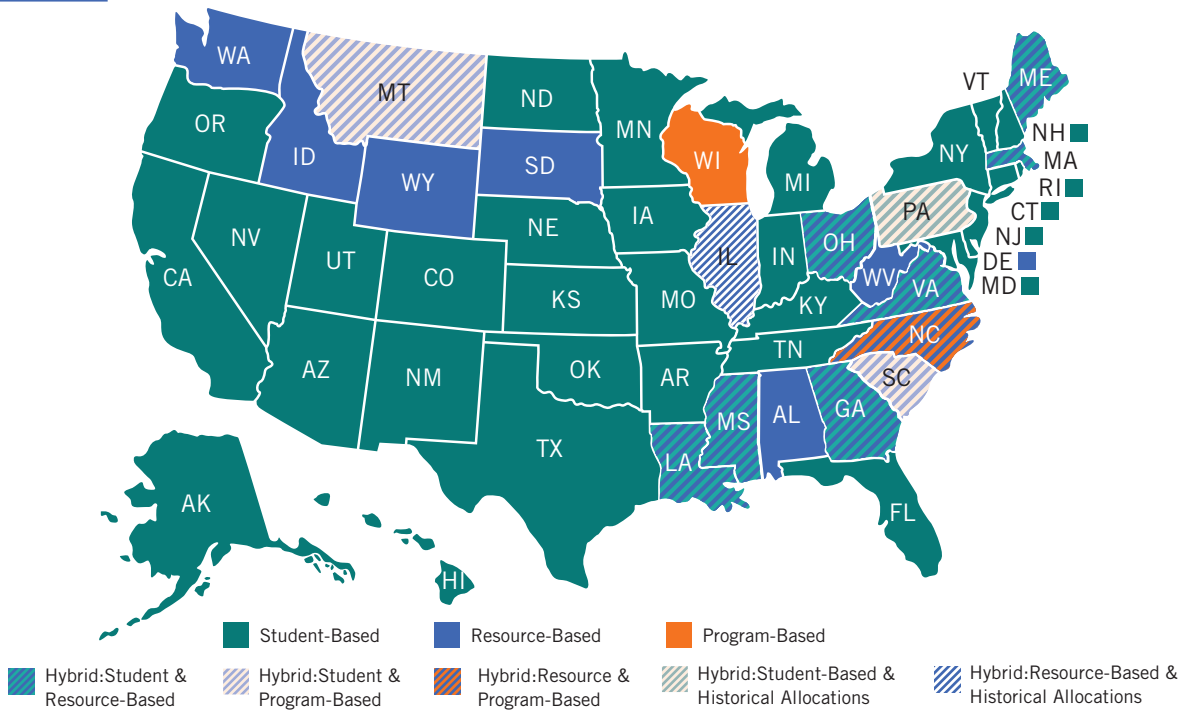 WA
MT
ND
MN
VT
ME
OR
ID
SD
WI
MI
NY
NH
MA
WY
RI
IA
PA
CT
NE
NJ
NV
UT
CO
IL
IN
OH
DE
WV
VA
MD
CA
KS
MO
KY
NC
TN
AZ
NM
OK
AR
SC
MS
AL
GA
TX
LA
AK
FL
HI
Student-Based
Resource-Based
Program-Based
Hybrid:Student &
Resource-Based
Hybrid:Student &
Program-Based
Hybrid:Resource &
Program-Based
Hybrid:Student-Based &
Historical Allocations
Hybrid:Resource-Based &
Historical Allocations